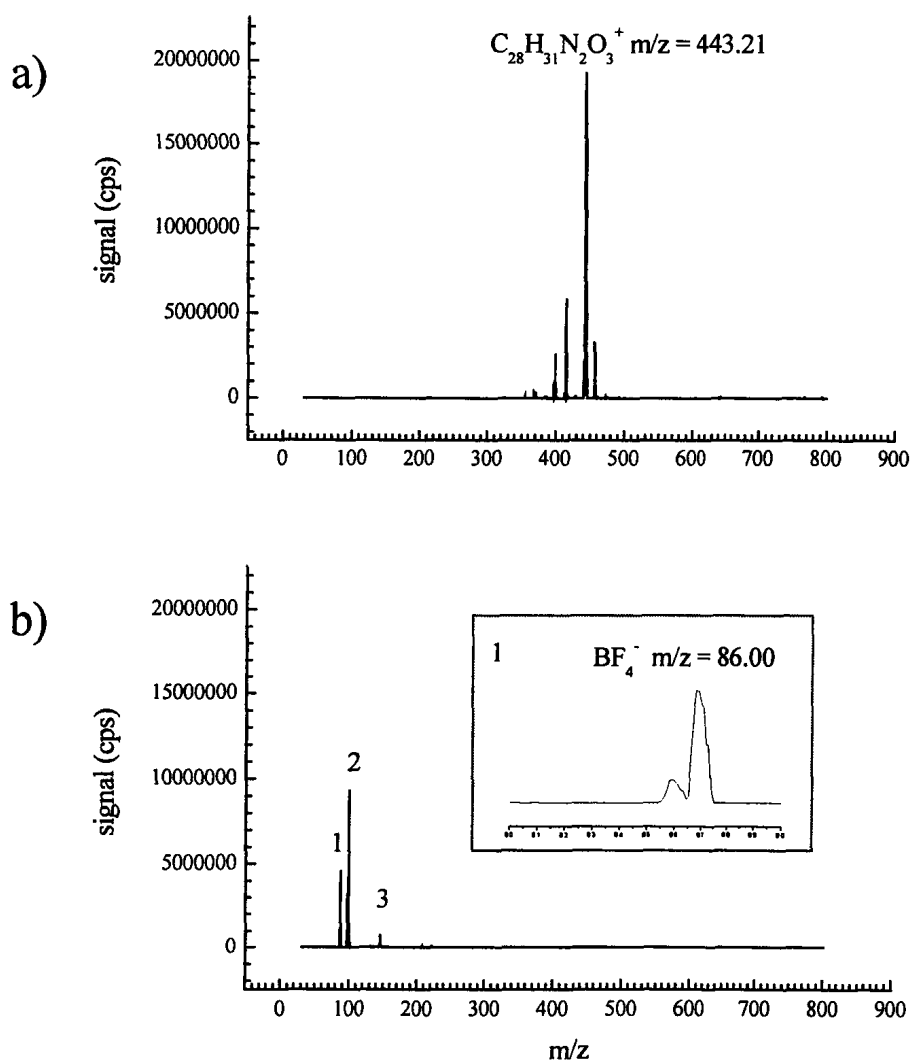 a)
C₂₈H₃₁N₂O₃⁺ m/z = 443.21
signal (cps)
20000000
15000000
10000000
5000000
0
0 100 200 300 400 500 600 700 800 900
b)
signal (cps)
20000000
15000000
10000000
5000000
0
1
2
3
1 BF₄⁻ m/z = 86.00
0 100 200 300 400 500 600 700 800 900
m/z